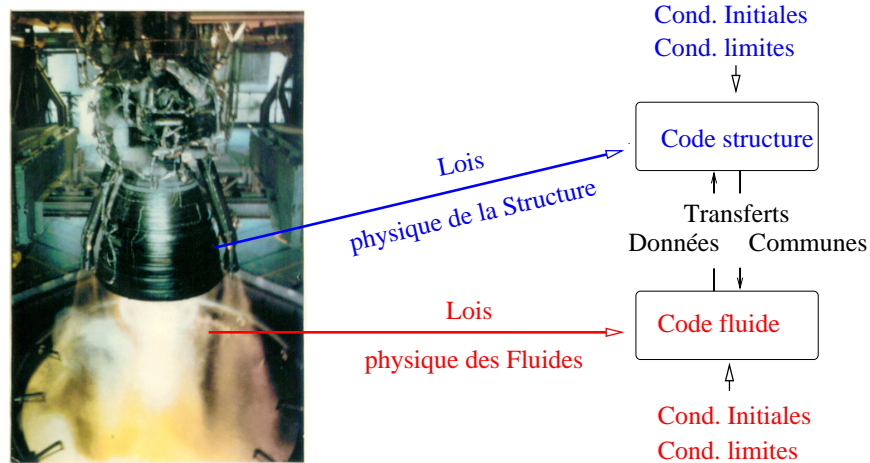 Cond. Initiales
Cond. limites
Code structure
Lois
physique de la Structure
Transferts
Données Communes
Lois
physique des Fluides
Code fluide
Cond. Initiales
Cond. limites